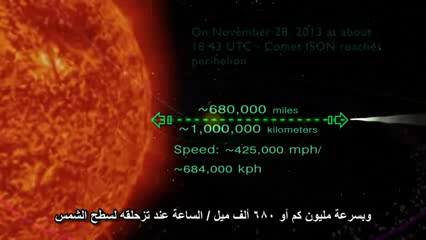 On November 28, 2013 at about
18:43 UTC - Comet ISON reaches
perihelion
~680,000 miles
~1,000,000 kilometers
Speed: ~425,000 mph/
~684,000 kph
وبسرعة مليون كم أو ٦٨٠ ألف ميل / الساعة عند تزحلقه لسطح الشمس